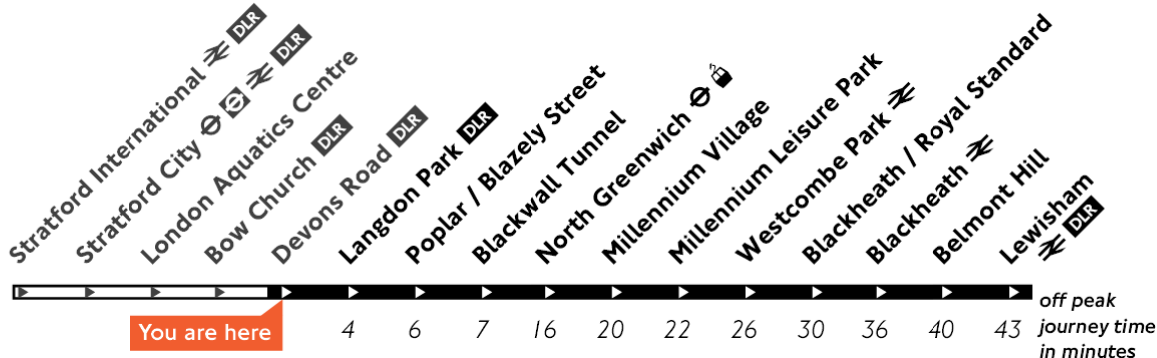 Stratford International DLR
Stratford City DLR
London Aquatics Centre
Bow Church DLR
Devons Road DLR
Langdon Park DLR
Poplar / Blazely Street
Blackwall Tunnel
North Greenwich
Millennium Village
Millennium Leisure Park
Westcombe Park
Blackheath / Royal Standard
Blackheath
Belmont Hill
Lewisham
DLR
You are here
4 6 7 16 20 22 26 30 36 40 43
off peak
journey time
in minutes